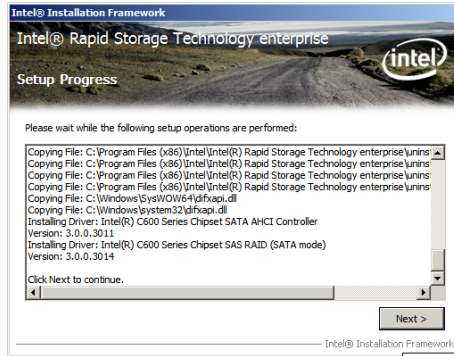 Intel® Installation Framework
Intel® Rapid Storage Technology enterprise
intel
Setup Progress
Please wait while the following setup operations are performed:
Copying File: C:\Program Files (x86)\Intel\Intel(R) Rapid Storage Technology enterprise\uninst
Copying File: C:\Program Files (x86)\Intel\Intel(R) Rapid Storage Technology enterprise\uninst
Copying File: C:\Program Files (x86)\Intel\Intel(R) Rapid Storage Technology enterprise\uninst
Copying File: C:\Program Files (x86)\Intel\Intel(R) Rapid Storage Technology enterprise\uninst
Copying File: C:\Windows\SysWOW64\difxapi.dll
Copying File: C:\Windows\system32\difxapi.dll
Installing Driver: Intel(R) C600 Series Chipset SATA AHCI Controller
Version: 3.0.0.3011
Installing Driver: Intel(R) C600 Series Chipset SAS RAID (SATA mode)
Version: 3.0.0.3014
Click Next to continue.
Next >
Intel® Installation Framework